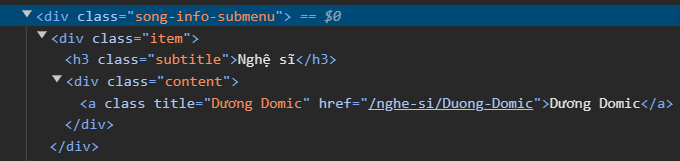 <div class="song-info-submenu"> == $0
<div class="item">
<h3 class="subtitle">Nghệ sĩ</h3>
<div class="content">
<a class title="Dương Domic" href="/nghe-si/Duong-Domic">Dương Domic</a>
</div>
</div>